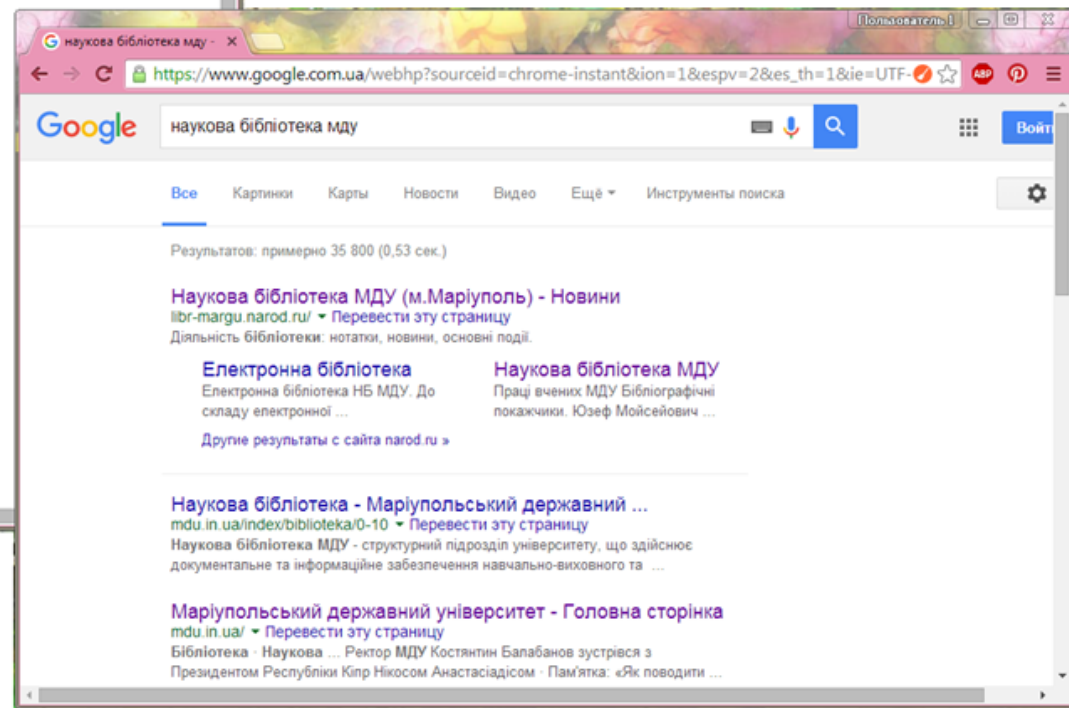 Пользователь 1
наукова бібліотека мду -
https://www.google.com.ua/webhp?sourceid=chrome-instant&ion=1&espv=2&es_th=1&ie=UTF-
ABP
Google
наукова бібліотека мду
Войти
Все Картинки Карты Новости Видео Ещё Инструменты поиска
Результатов: примерно 35 800 (0,53 сек.)
Наукова бібліотека МДУ (м.Маріуполь) - Новини
libr-margu.narod.ru/ Перевести эту страницу
Діяльність бібліотеки: нотатки, новини, основні події.
Електронна бібліотека
Електронна бібліотека НБ МДУ. До
складу електронної ...
Наукова бібліотека МДУ
Праці вчених МДУ Бібліографічні
покажчики. Юзеф Мойсейович ...
Другие результаты с сайта narod.ru »
Наукова бібліотека - Маріупольський державний ...
mdu.in.ua/index/biblioteka/0-10 Перевести эту страницу
Наукова бібліотека МДУ - структурний підрозділ університету, що здійснює
документальне та інформаційне забезпечення навчально-виховного та ...
Маріупольський державний університет - Головна сторінка
mdu.in.ua/ Перевести эту страницу
Бібліотека · Наукова ... Ректор МДУ Костянтин Балабанов зустрівся з
Президентом Республіки Кіпр Нікосом Анастасіадісом · Пам'ятка: «Як поводити ...